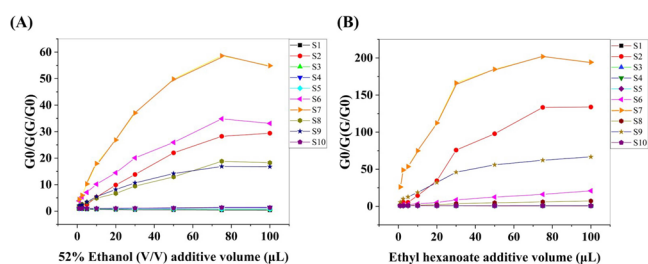 (A)
G0/G(G/G0)
60
50
40
30
20
10
0
0 20 40 60 80 100
52% Ethanol (V/V) additive volume (μL)
S1
S2
S3
S4
S5
S6
S7
S8
S9
S10
(B)
G0/G(G/G0)
200
150
100
50
0
0 20 40 60 80 100
Ethyl hexanoate additive volume (μL)
S1
S2
S3
S4
S5
S6
S7
S8
S9
S10